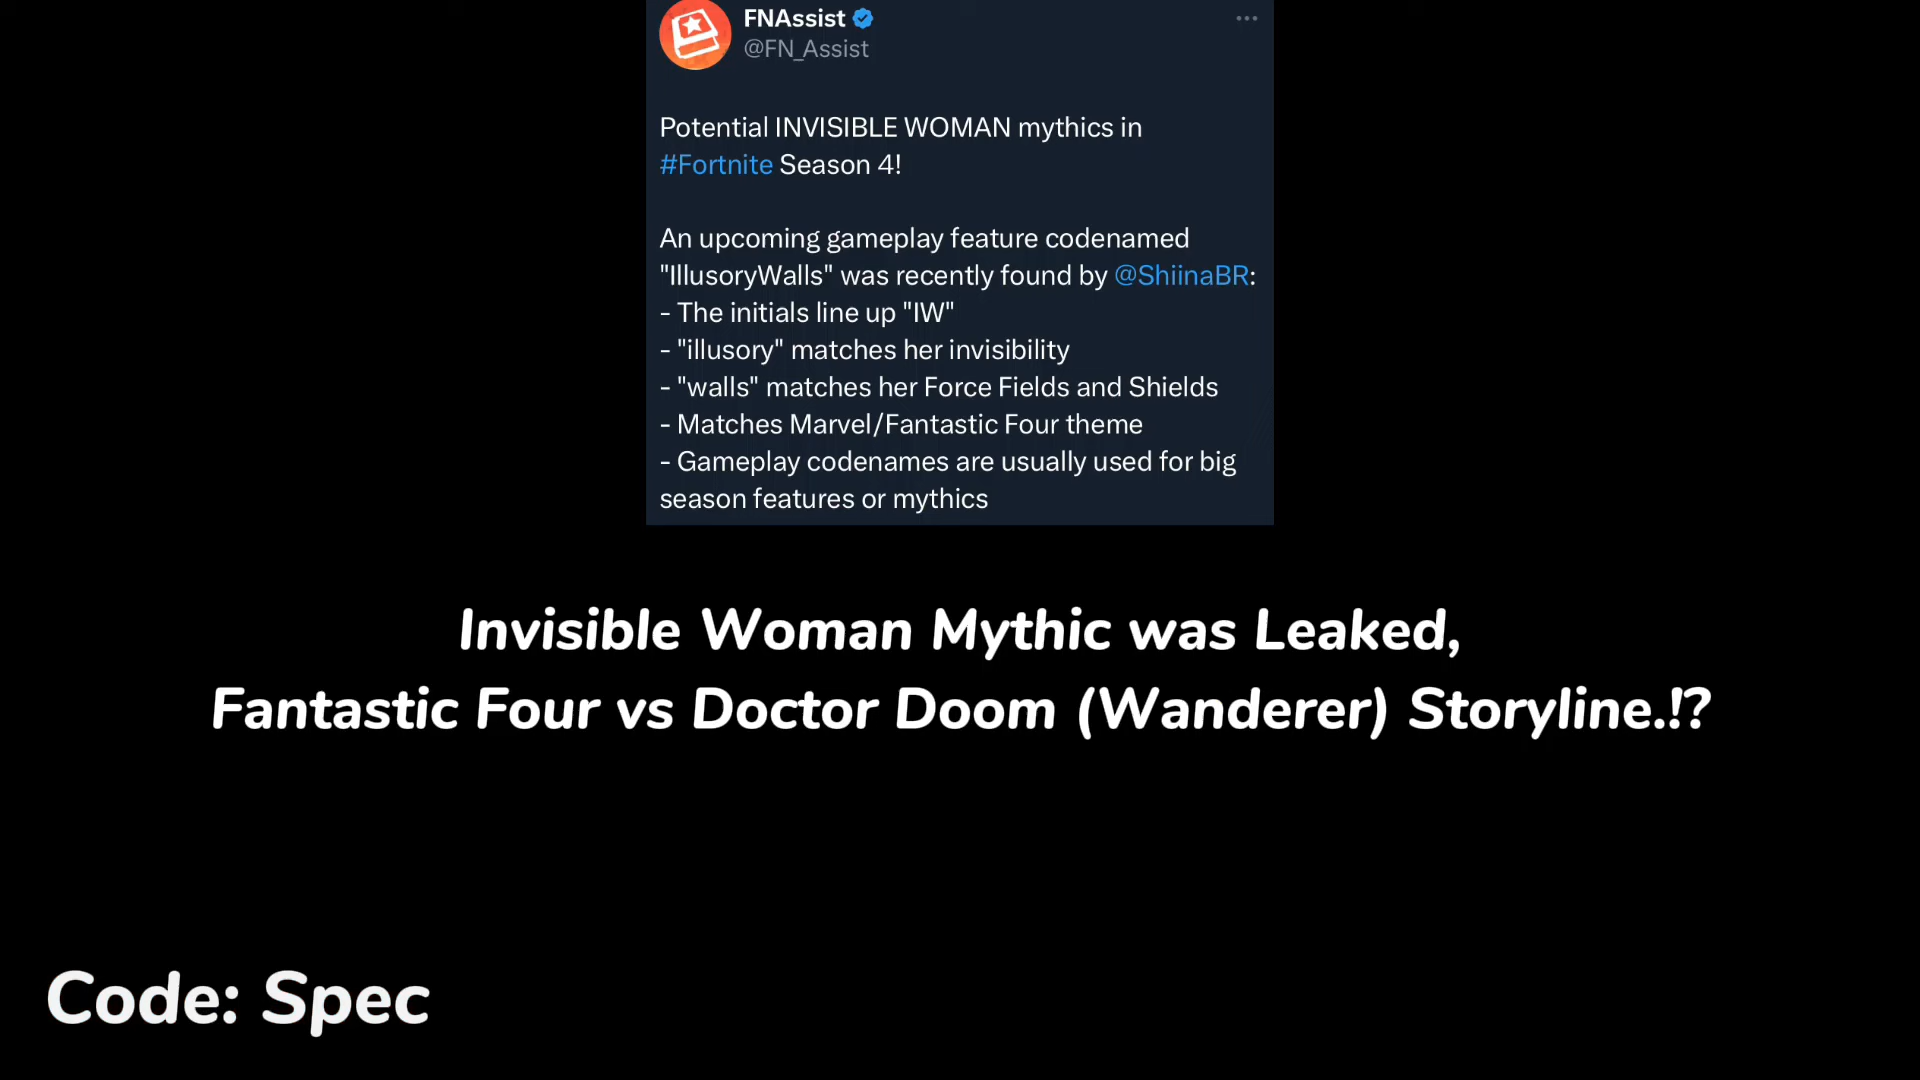 FNAssist
@FN_Assist
Potential INVISIBLE WOMAN mythics in
#Fortnite Season 4!
An upcoming gameplay feature codenamed
"IllusoryWalls" was recently found by @ShiinaBR:
- The initials line up "IW"
- "illusory" matches her invisibility
- "walls" matches her Force Fields and Shields
- Matches Marvel/Fantastic Four theme
- Gameplay codenames are usually used for big
season features or mythics
Invisible Woman Mythic was Leaked,
Fantastic Four vs Doctor Doom (Wanderer) Storyline.!?
Code: Spec